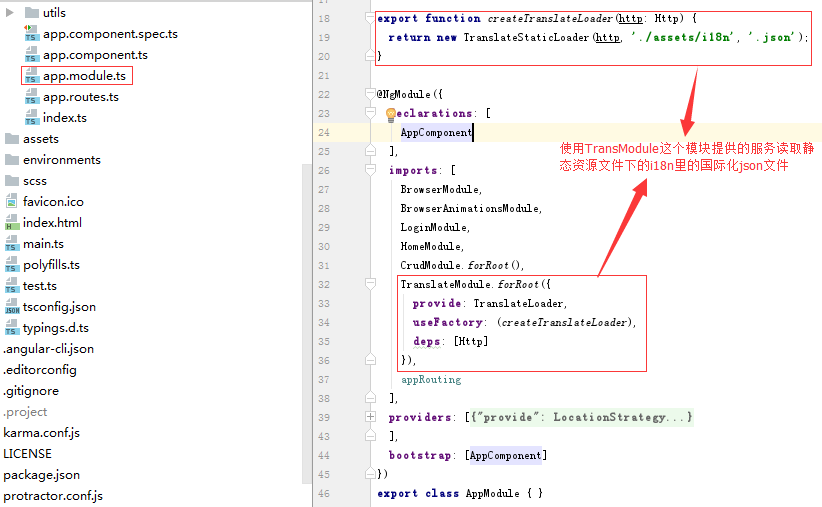 utils
app.component.spec.ts
app.component.ts
app.module.ts
app.routes.ts
index.ts
assets
environments
scss
favicon.ico
index.html
main.ts
polyfills.ts
test.ts
tsconfig.json
typings.d.ts
.angular-cli.json
.editorconfig
.gitignore
.project
karma.conf.js
LICENSE
package.json
protractor.conf.js
17
18 export function createTranslateLoader(http: Http) {
19 return new TranslateStaticLoader(http, './assets/i18n', '.json');
20 }
21
22 @NgModule({
23 eclarations: [
24 AppComponent
25 ],
26 imports: [
27 BrowserModule,
28 BrowserAnimationsModule,
29 LoginModule,
30 HomeModule,
31 CrudModule.forRoot(),
32 TranslateModule.forRoot({
33 provide: TranslateLoader,
34 useFactory: (createTranslateLoader),
35 deps: [Http]
36 }),
37 appRouting
38 ],
39 providers: [{"provide": LocationStrategy...}
43 ],
44 bootstrap: [AppComponent]
45 })
46 export class AppModule { }
使用TransModule这个模块提供的服务读取静
态资源文件下的i18n里的国际化json文件